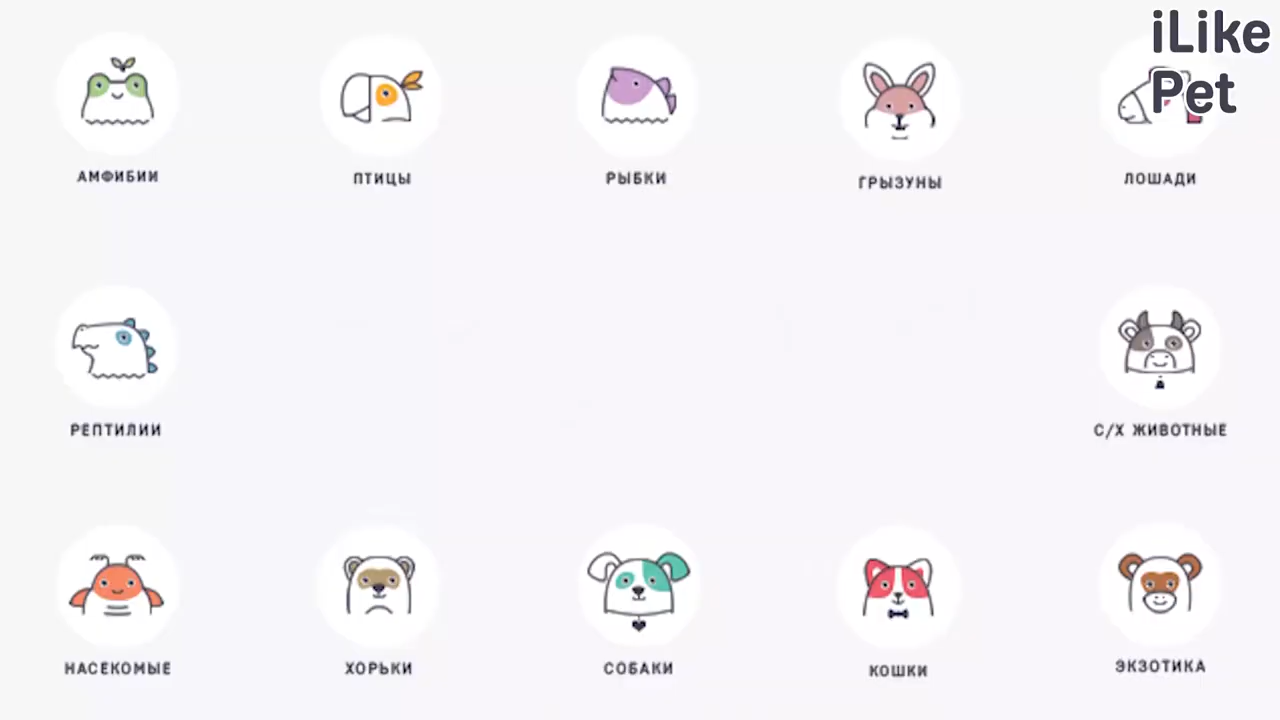 iLike
Pet
АМФИБИИ
ПТИЦЫ
РЫБКИ
ГРЫЗУНЫ
ЛОШАДИ
РЕПТИЛИИ
С/Х ЖИВОТНЫЕ
НАСЕКОМЫЕ
ХОРЬКИ
СОБАКИ
КОШКИ
ЭКЗОТИКА